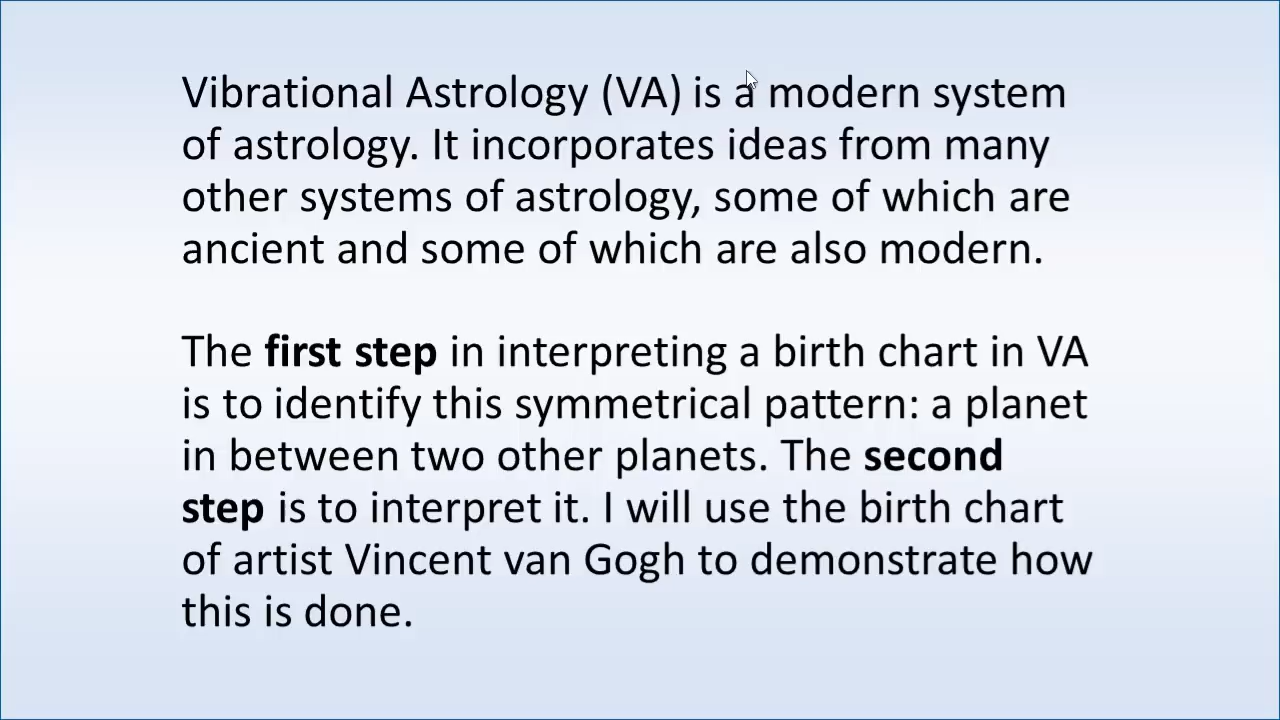 Vibrational Astrology (VA) is a modern system
of astrology. It incorporates ideas from many
other systems of astrology, some of which are
ancient and some of which are also modern.
The first step in interpreting a birth chart in VA
is to identify this symmetrical pattern: a planet
in between two other planets. The second
step is to interpret it. I will use the birth chart
of artist Vincent van Gogh to demonstrate how
this is done.